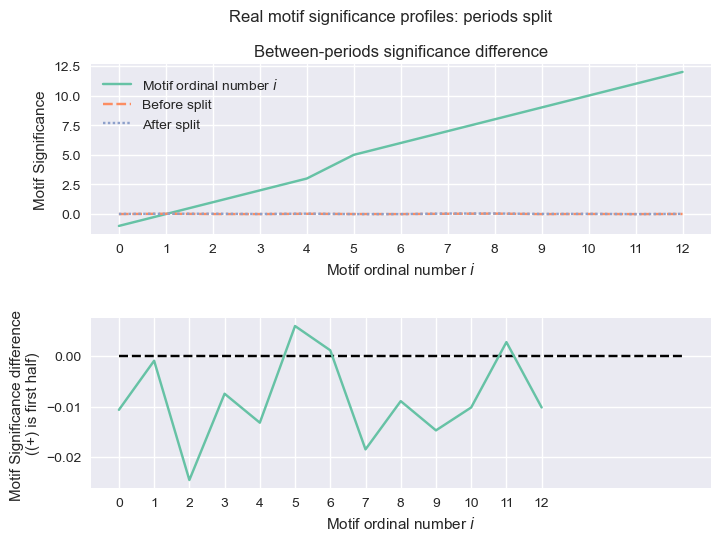 Real motif significance profiles: periods split
Between-periods significance difference
12.5
10.0
7.5
5.0
2.5
0.0
Motif Significance
Motif ordinal number i
Before split
After split
0 1 2 3 4 5 6 7 8 9 10 11 12
Motif ordinal number i
0.00
−0.01
−0.02
Motif Significance difference
((+) is first half)
0 1 2 3 4 5 6 7 8 9 10 11 12
Motif ordinal number i